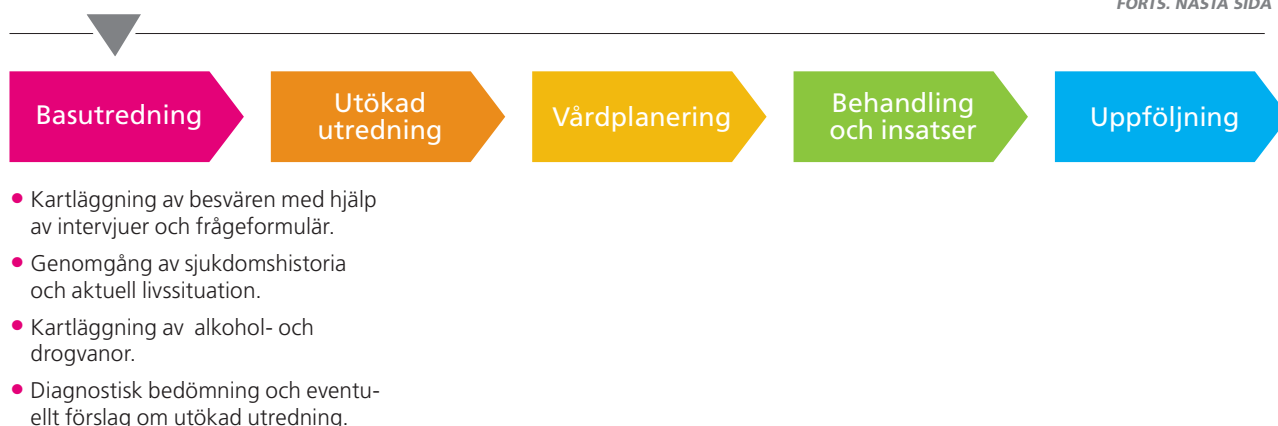 FORTS. NÄSTA SIDA
Basutredning
Utökad
utredning
Vårdplanering
Behandling
och insatser
Uppföljning
• Kartläggning av besvären med hjälp
av intervjuer och frågeformulär.
• Genomgång av sjukdomshistoria
och aktuell livssituation.
• Kartläggning av alkohol- och
drogvanor.
• Diagnostisk bedömning och eventu-
ellt förslag om utökad utredning.